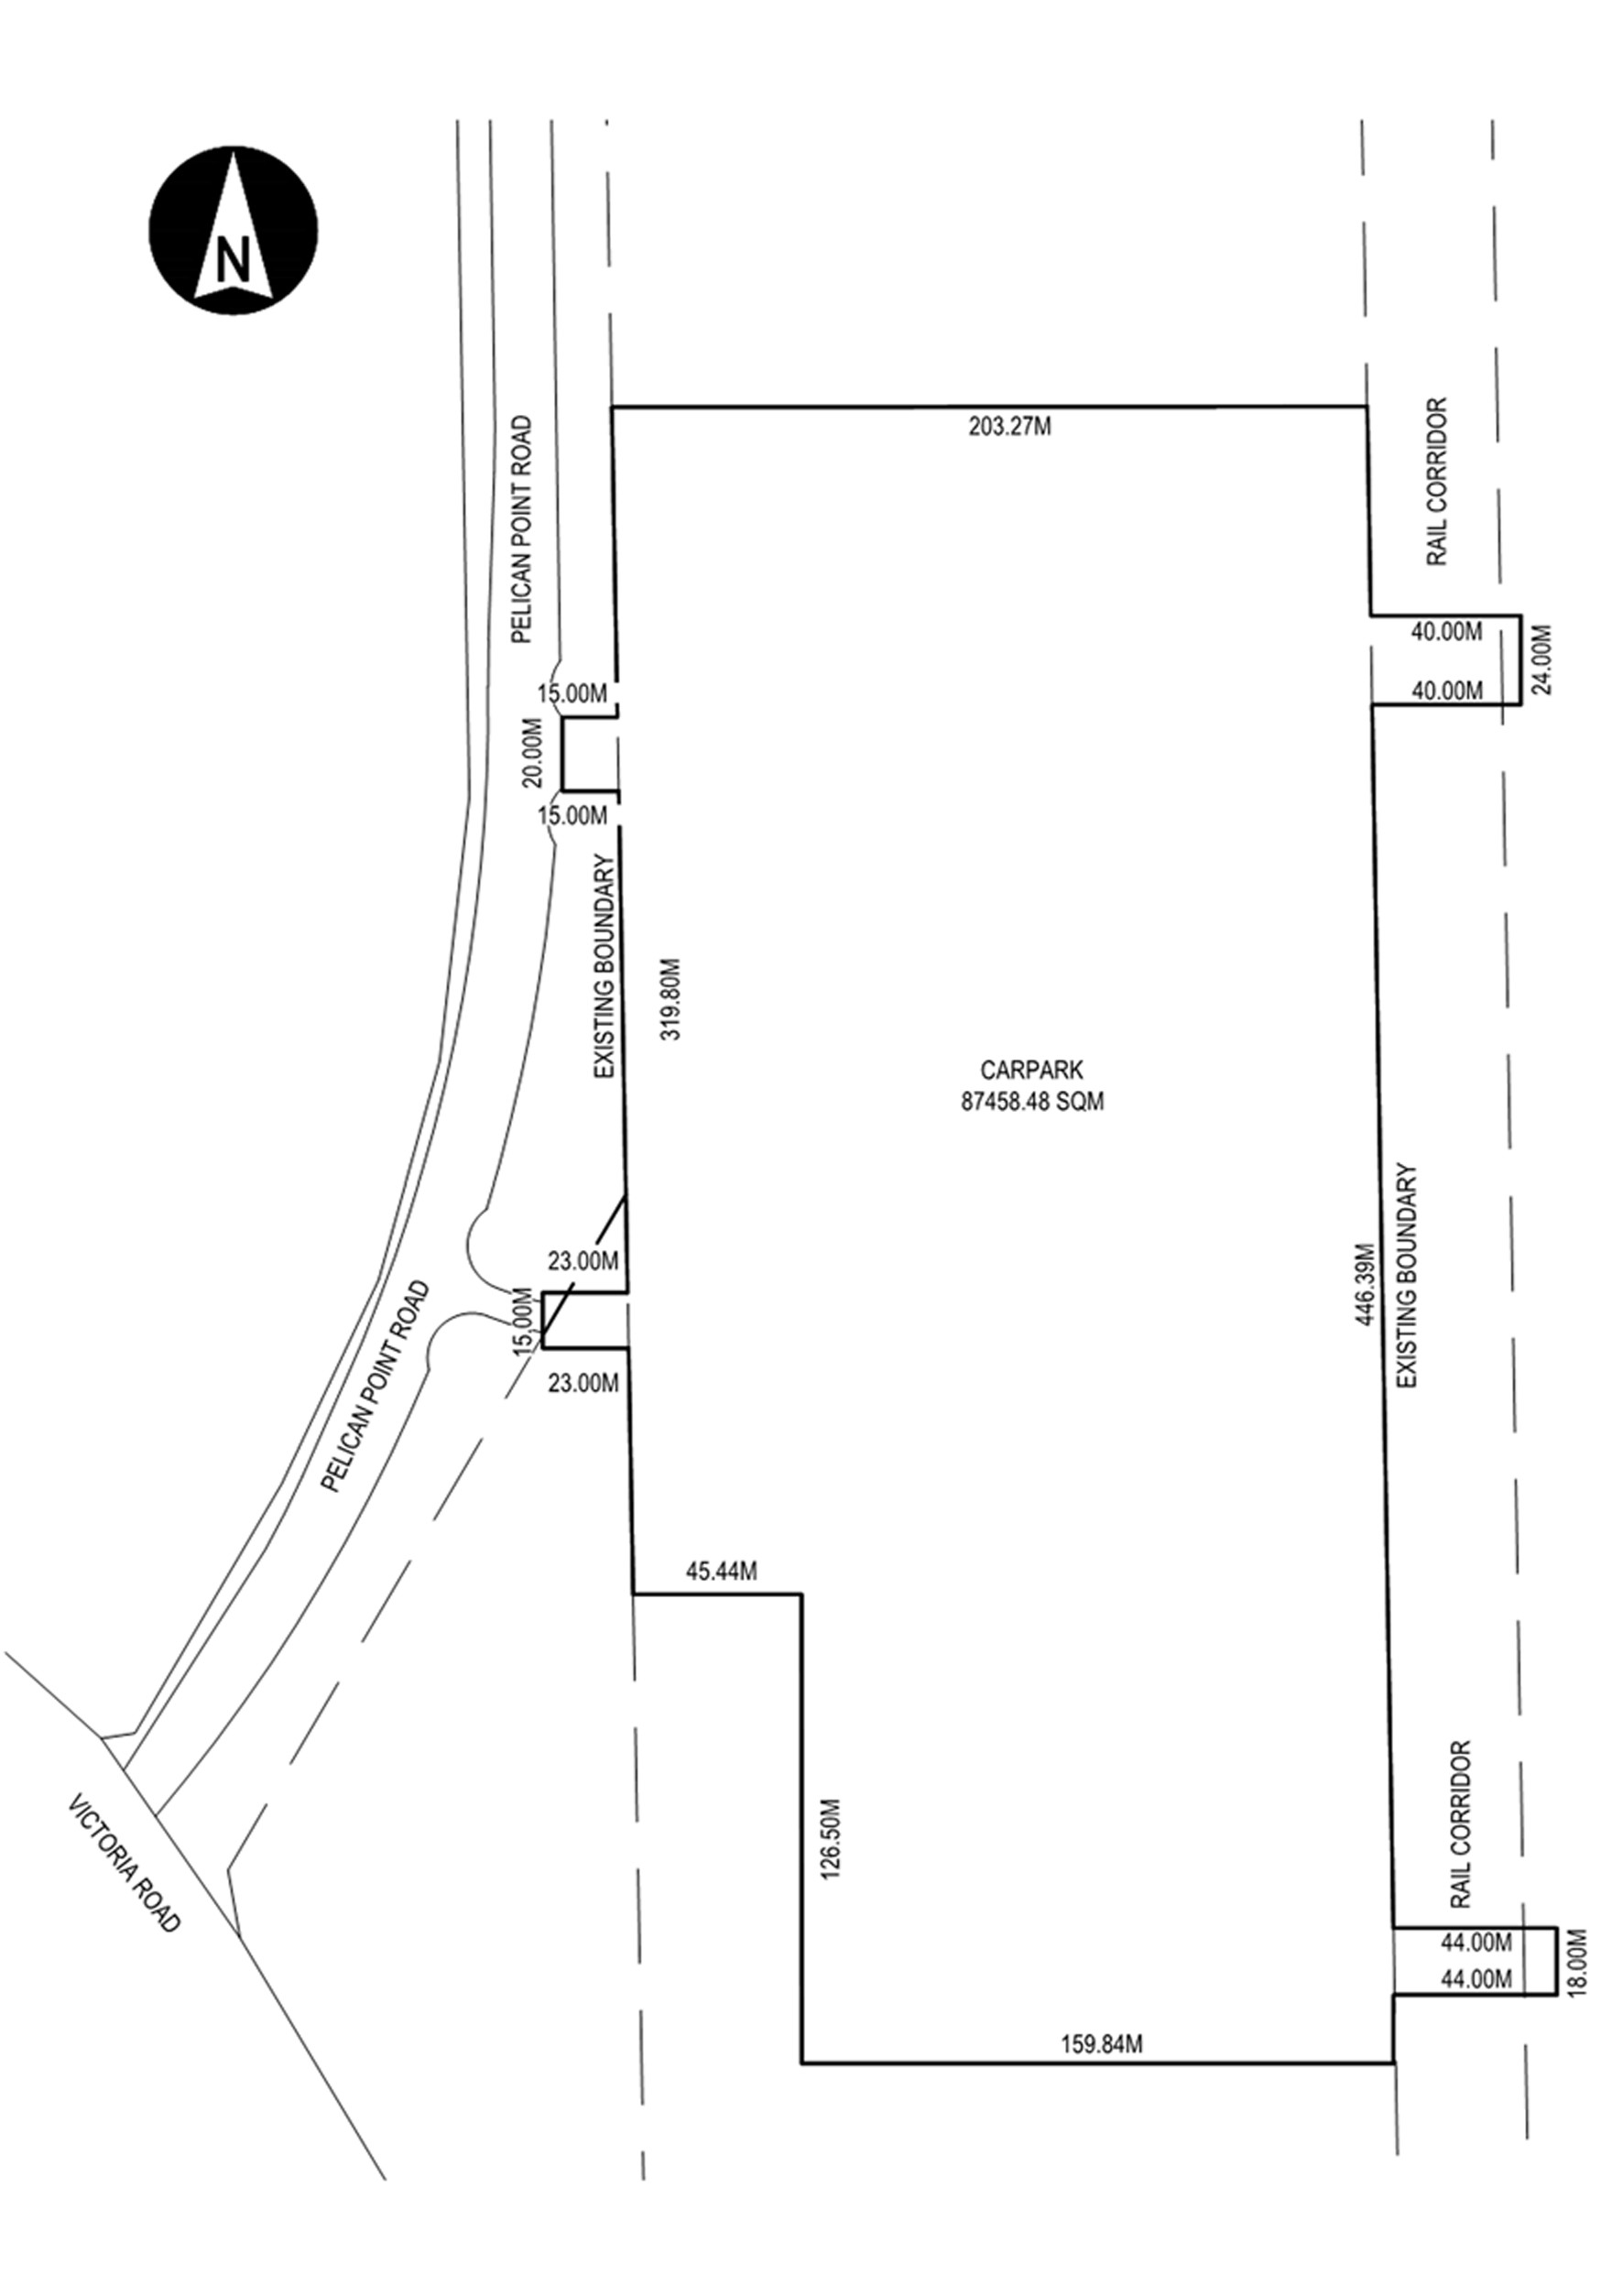 N
203.27M
PELICAN POINT ROAD
RAIL CORRIDOR
40.00M
24.00M
40.00M
15.00M
20.00M
15.00M
EXISTING BOUNDARY
319.80M
CARPARK
87458.48 SQM
23.00M
15.00M
23.00M
PELICAN POINT ROAD
446.39M
EXISTING BOUNDARY
45.44M
126.50M
VICTORIA ROAD
RAIL CORRIDOR
44.00M
44.00M
18.00M
159.84M